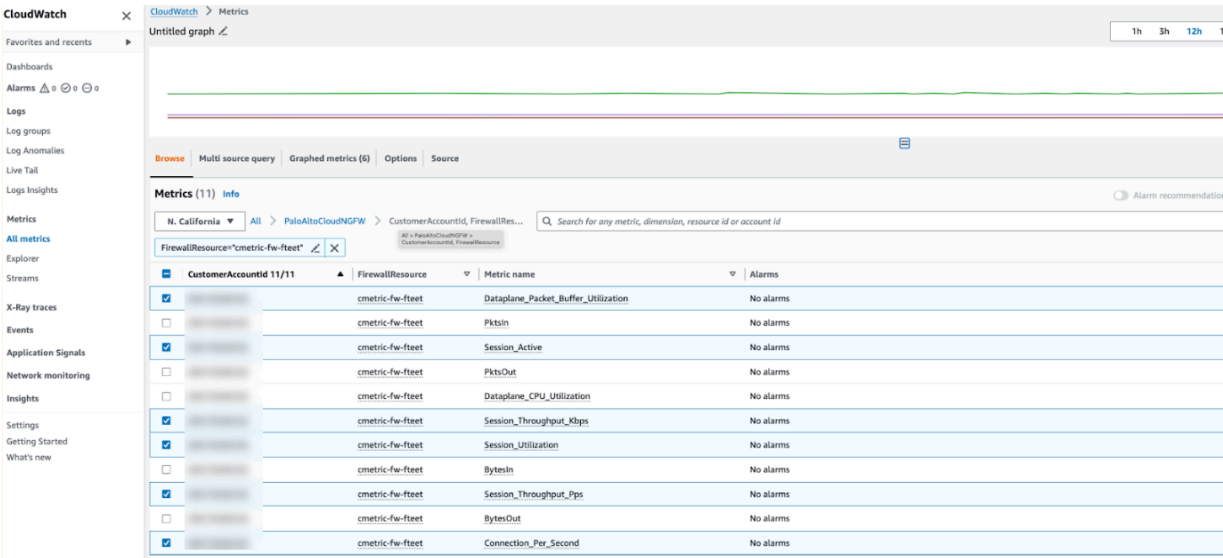 CloudWatch
Favorites and recents
Dashboards
Alarms 0 0 0
Logs
Log groups
Log Anomalies
Live Tail
Logs Insights
Metrics
All metrics
Explorer
Streams
X-Ray traces
Events
Application Signals
Network monitoring
Insights
Settings
Getting Started
What's new
CloudWatch > Metrics
Untitled graph
1h 3h 12h
Browse Multi source query Graphed metrics (6) Options Source
Metrics (11) Info
Alarm recommendation
N. California ▼ All > PaloAltoCloudNGFW > CustomerAccountId, FirewallRes... Search for any metric, dimension, resource id or account id
All > PaloAltoCloudNGFW >
CustomerAccountId, FirewallResource
FirewallResource="cmetric-fw-fteet"
CustomerAccountId 11/11 FirewallResource Metric name Alarms
cmetric-fw-fteet Dataplane_Packet_Buffer_Utilization No alarms
cmetric-fw-fteet PktsIn No alarms
cmetric-fw-fteet Session_Active No alarms
cmetric-fw-fteet PktsOut No alarms
cmetric-fw-fteet Dataplane_CPU_Utilization No alarms
cmetric-fw-fteet Session_Throughput_Kbps No alarms
cmetric-fw-fteet Session_Utilization No alarms
cmetric-fw-fteet BytesIn No alarms
cmetric-fw-fteet Session_Throughput_Pps No alarms
cmetric-fw-fteet BytesOut No alarms
cmetric-fw-fteet Connection_Per_Second No alarms